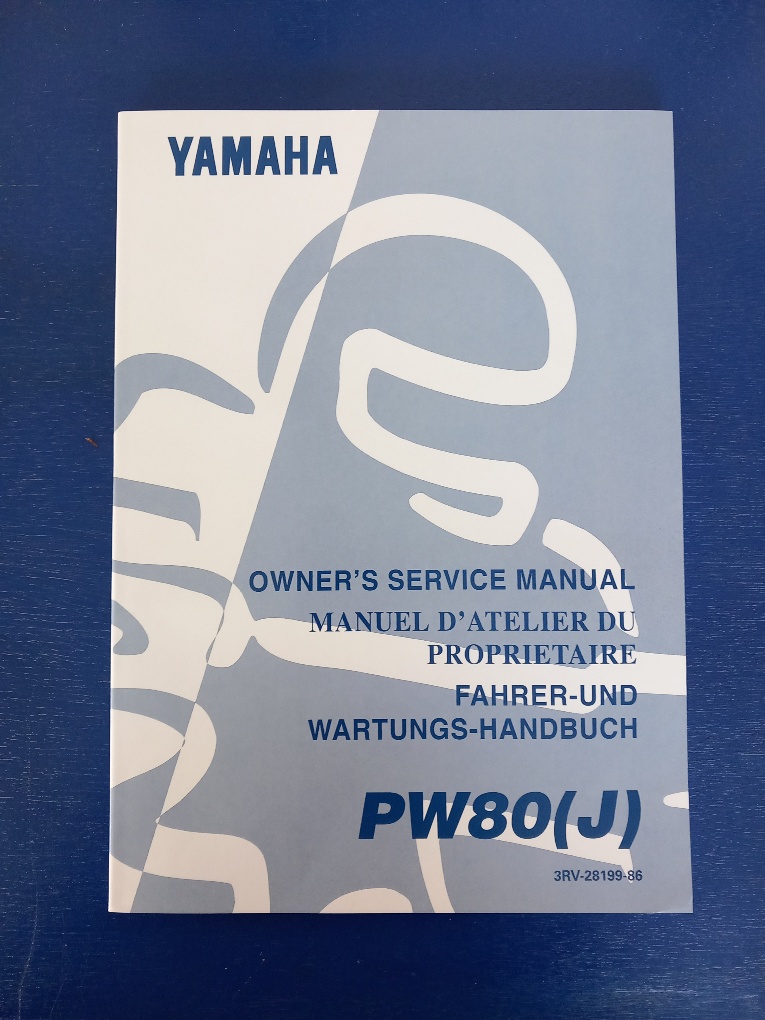 YAMAHA
OWNER'S SERVICE MANUAL
MANUEL D'ATELIER DU
PROPRIETAIRE
FAHRER-UND
WARTUNGS-HANDBUCH
PW80(J)
3RV-28199-86